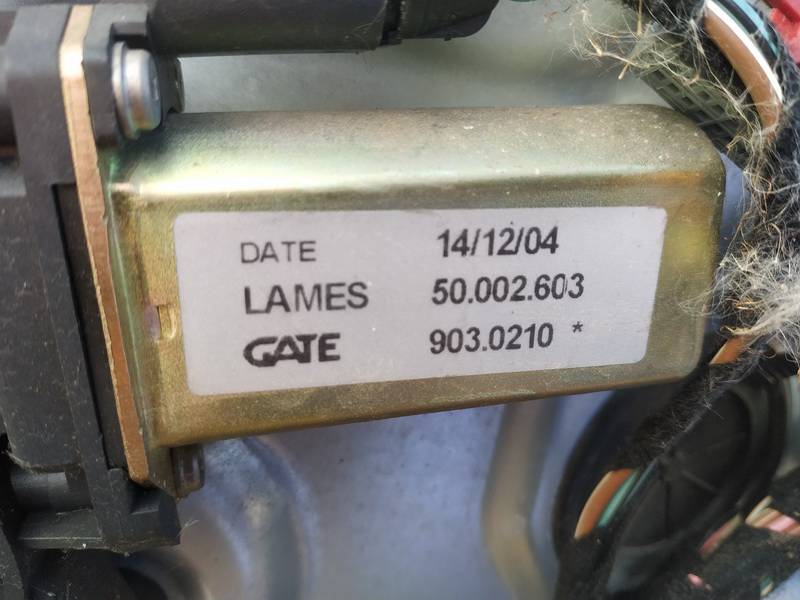 DATE 14/12/04
LAMES 50.002.603
GATE 903.0210 *